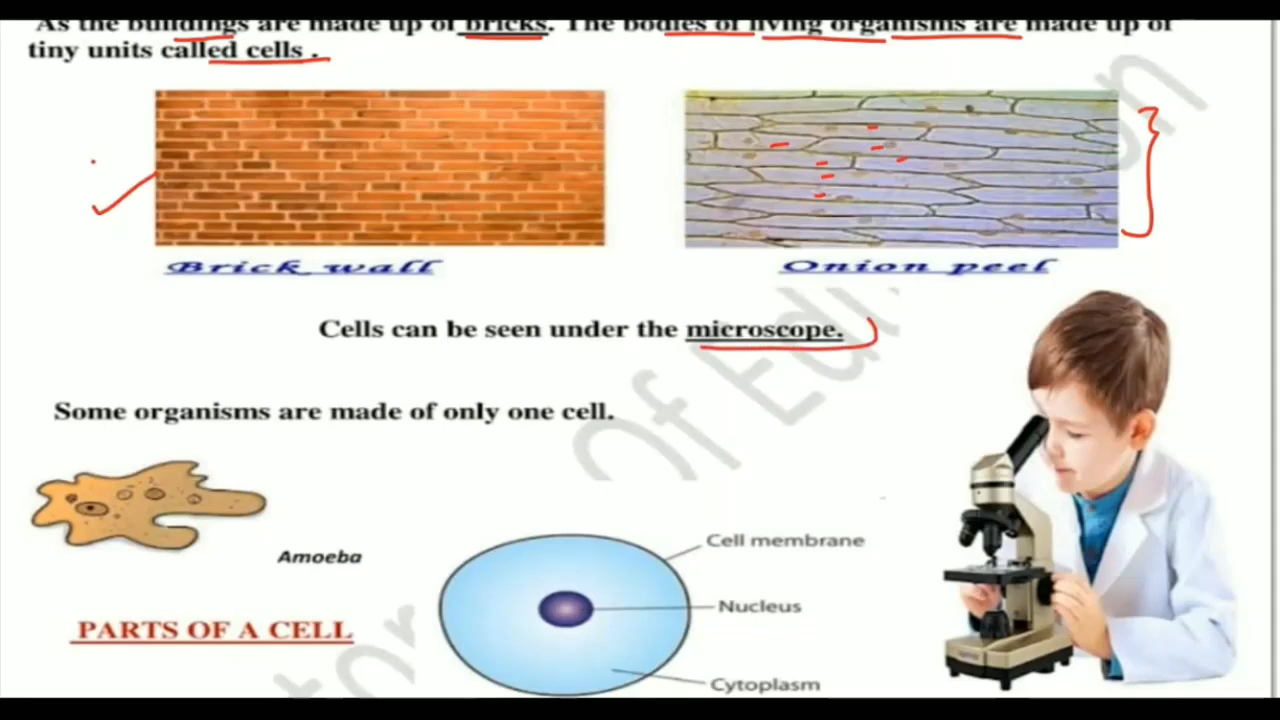 As the buildings are made up of bricks. The bodies of living organisms are made up of
tiny units called cells .
Brick wall
Onion peel
Cells can be seen under the microscope.
Some organisms are made of only one cell.
Amoeba
Cell membrane
Nucleus
PARTS OF A CELL
Cytoplasm